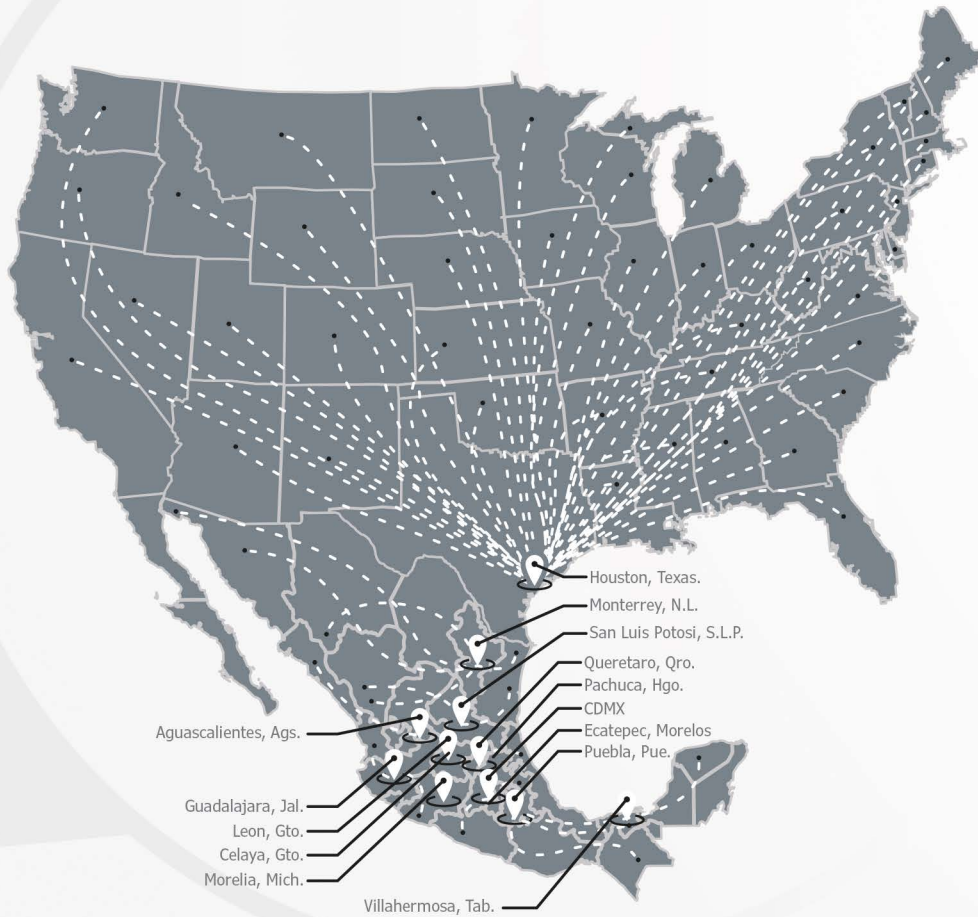 Houston, Texas.
Monterrey, N.L.
San Luis Potosi, S.L.P.
Queretaro, Qro.
Pachuca, Hgo.
CDMX
Ecatepec, Morelos
Puebla, Pue.
Aguascalientes, Ags.
Guadalajara, Jal.
Leon, Gto.
Celaya, Gto.
Morelia, Mich.
Villahermosa, Tab.